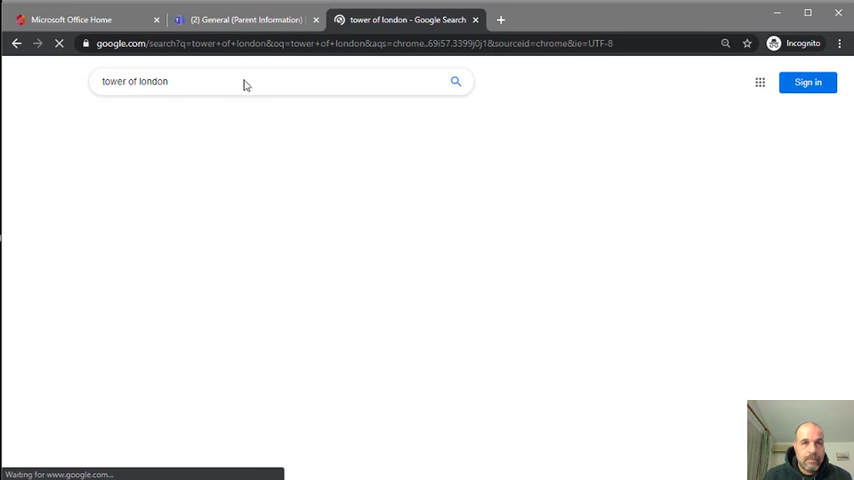 Microsoft Office Home
(2) General (Parent Information) |
tower of london - Google Search
google.com/search?q=tower+of+london&oq=tower+of+london&aqs=chrome..69i57.3399j0j1&sourceid=chrome&ie=UTF-8
Incognito
tower of london
Sign in
Waiting for www.google.com...